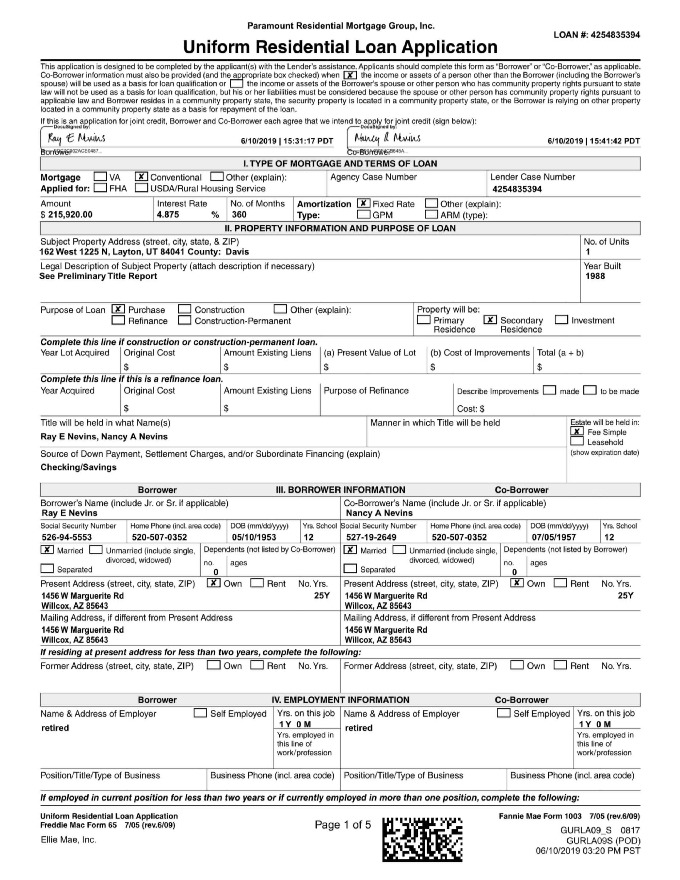 Paramount Residential Mortgage Group, Inc.
LOAN #: 4254835394
Uniform Residential Loan Application
This application is designed to be completed by the applicant(s) with the Lender's assistance. Applicants should complete this form as "Borrower" or "Co-Borrower," as applicable.
Co-Borrower information must also be provided (and the appropriate box checked) when [X] the income or assets of a person other than the Borrower (including the Borrower's
spouse) will be used as a basis for loan qualification or [ ] the income or assets of the Borrower's spouse or other person who has community property rights pursuant to state
law will not be used as a basis for loan qualification, but his or her liabilities must be considered because the spouse or other person has community property rights pursuant to
applicable law and Borrower resides in a community property state, the security property is located in a community property state, or the Borrower is relying on other property
located in a community property state as a basis for repayment of the loan.
If this is an application for joint credit, Borrower and Co-Borrower each agree that we intend to apply for joint credit (sign below):
DocuSigned by: DocuSigned by:
Ray E Nevins 6/10/2019 | 15:31:17 PDT Nancy A Nevins 6/10/2019 | 15:41:42 PDT
Borrower Co-Borrower
I. TYPE OF MORTGAGE AND TERMS OF LOAN
Mortgage [ ] VA [X] Conventional [ ] Other (explain): Agency Case Number Lender Case Number
Applied for: [ ] FHA [ ] USDA/Rural Housing Service 4254835394
Amount Interest Rate No. of Months Amortization [X] Fixed Rate [ ] Other (explain):
$ 215,920.00 4.875 % 360 Type: [ ] GPM [ ] ARM (type):
II. PROPERTY INFORMATION AND PURPOSE OF LOAN
Subject Property Address (street, city, state, & ZIP) No. of Units
162 West 1225 N, Layton, UT 84041 County: Davis 1
Legal Description of Subject Property (attach description if necessary) Year Built
See Preliminary Title Report 1988
Purpose of Loan [X] Purchase [ ] Construction [ ] Other (explain): Property will be:
[ ] Refinance [ ] Construction-Permanent [ ] Primary Residence [X] Secondary Residence [ ] Investment
Complete this line if construction or construction-permanent loan.
Year Lot Acquired Original Cost Amount Existing Liens (a) Present Value of Lot (b) Cost of Improvements Total (a + b)
$ $ $ $ $
Complete this line if this is a refinance loan.
Year Acquired Original Cost Amount Existing Liens Purpose of Refinance Describe Improvements [ ] made [ ] to be made
$ $ Cost: $
Title will be held in what Name(s) Manner in which Title will be held Estate will be held in:
Ray E Nevins, Nancy A Nevins [X] Fee Simple
[ ] Leasehold
Source of Down Payment, Settlement Charges, and/or Subordinate Financing (explain) (show expiration date)
Checking/Savings
Borrower III. BORROWER INFORMATION Co-Borrower
Borrower's Name (include Jr. or Sr. if applicable) Co-Borrower's Name (include Jr. or Sr. if applicable)
Ray E Nevins Nancy A Nevins
Social Security Number Home Phone (incl. area code) DOB (mm/dd/yyyy) Yrs. School Social Security Number Home Phone (incl. area code) DOB (mm/dd/yyyy) Yrs. School
526-94-5553 520-507-0352 05/10/1953 12 527-19-2649 520-507-0352 07/05/1957 12
[X] Married [ ] Unmarried (include single, divorced, widowed) Dependents (not listed by Co-Borrower) [X] Married [ ] Unmarried (include single, divorced, widowed) Dependents (not listed by Borrower)
[ ] Separated no. 0 ages [ ] Separated no. 0 ages
Present Address (street, city, state, ZIP) [X] Own [ ] Rent No. Yrs. Present Address (street, city, state, ZIP) [X] Own [ ] Rent No. Yrs.
1456 W Marguerite Rd 25Y 1456 W Marguerite Rd 25Y
Willcox, AZ 85643 Willcox, AZ 85643
Mailing Address, if different from Present Address Mailing Address, if different from Present Address
1456 W Marguerite Rd 1456 W Marguerite Rd
Willcox, AZ 85643 Willcox, AZ 85643
If residing at present address for less than two years, complete the following:
Former Address (street, city, state, ZIP) [ ] Own [ ] Rent No. Yrs. Former Address (street, city, state, ZIP) [ ] Own [ ] Rent No. Yrs.
Borrower IV. EMPLOYMENT INFORMATION Co-Borrower
Name & Address of Employer [ ] Self Employed Yrs. on this job Name & Address of Employer [ ] Self Employed Yrs. on this job
retired 1 Y 0 M retired 1 Y 0 M
Yrs. employed in this line of work/profession Yrs. employed in this line of work/profession
Position/Title/Type of Business Business Phone (incl. area code) Position/Title/Type of Business Business Phone (incl. area code)
If employed in current position for less than two years or if currently employed in more than one position, complete the following:
Uniform Residential Loan Application Fannie Mae Form 1003 7/05 (rev.6/09)
Freddie Mac Form 65 7/05 (rev.6/09) Page 1 of 5 GURLA09_S 0817
Ellie Mae, Inc. GURLA09S (POD)
06/10/2019 03:20 PM PST